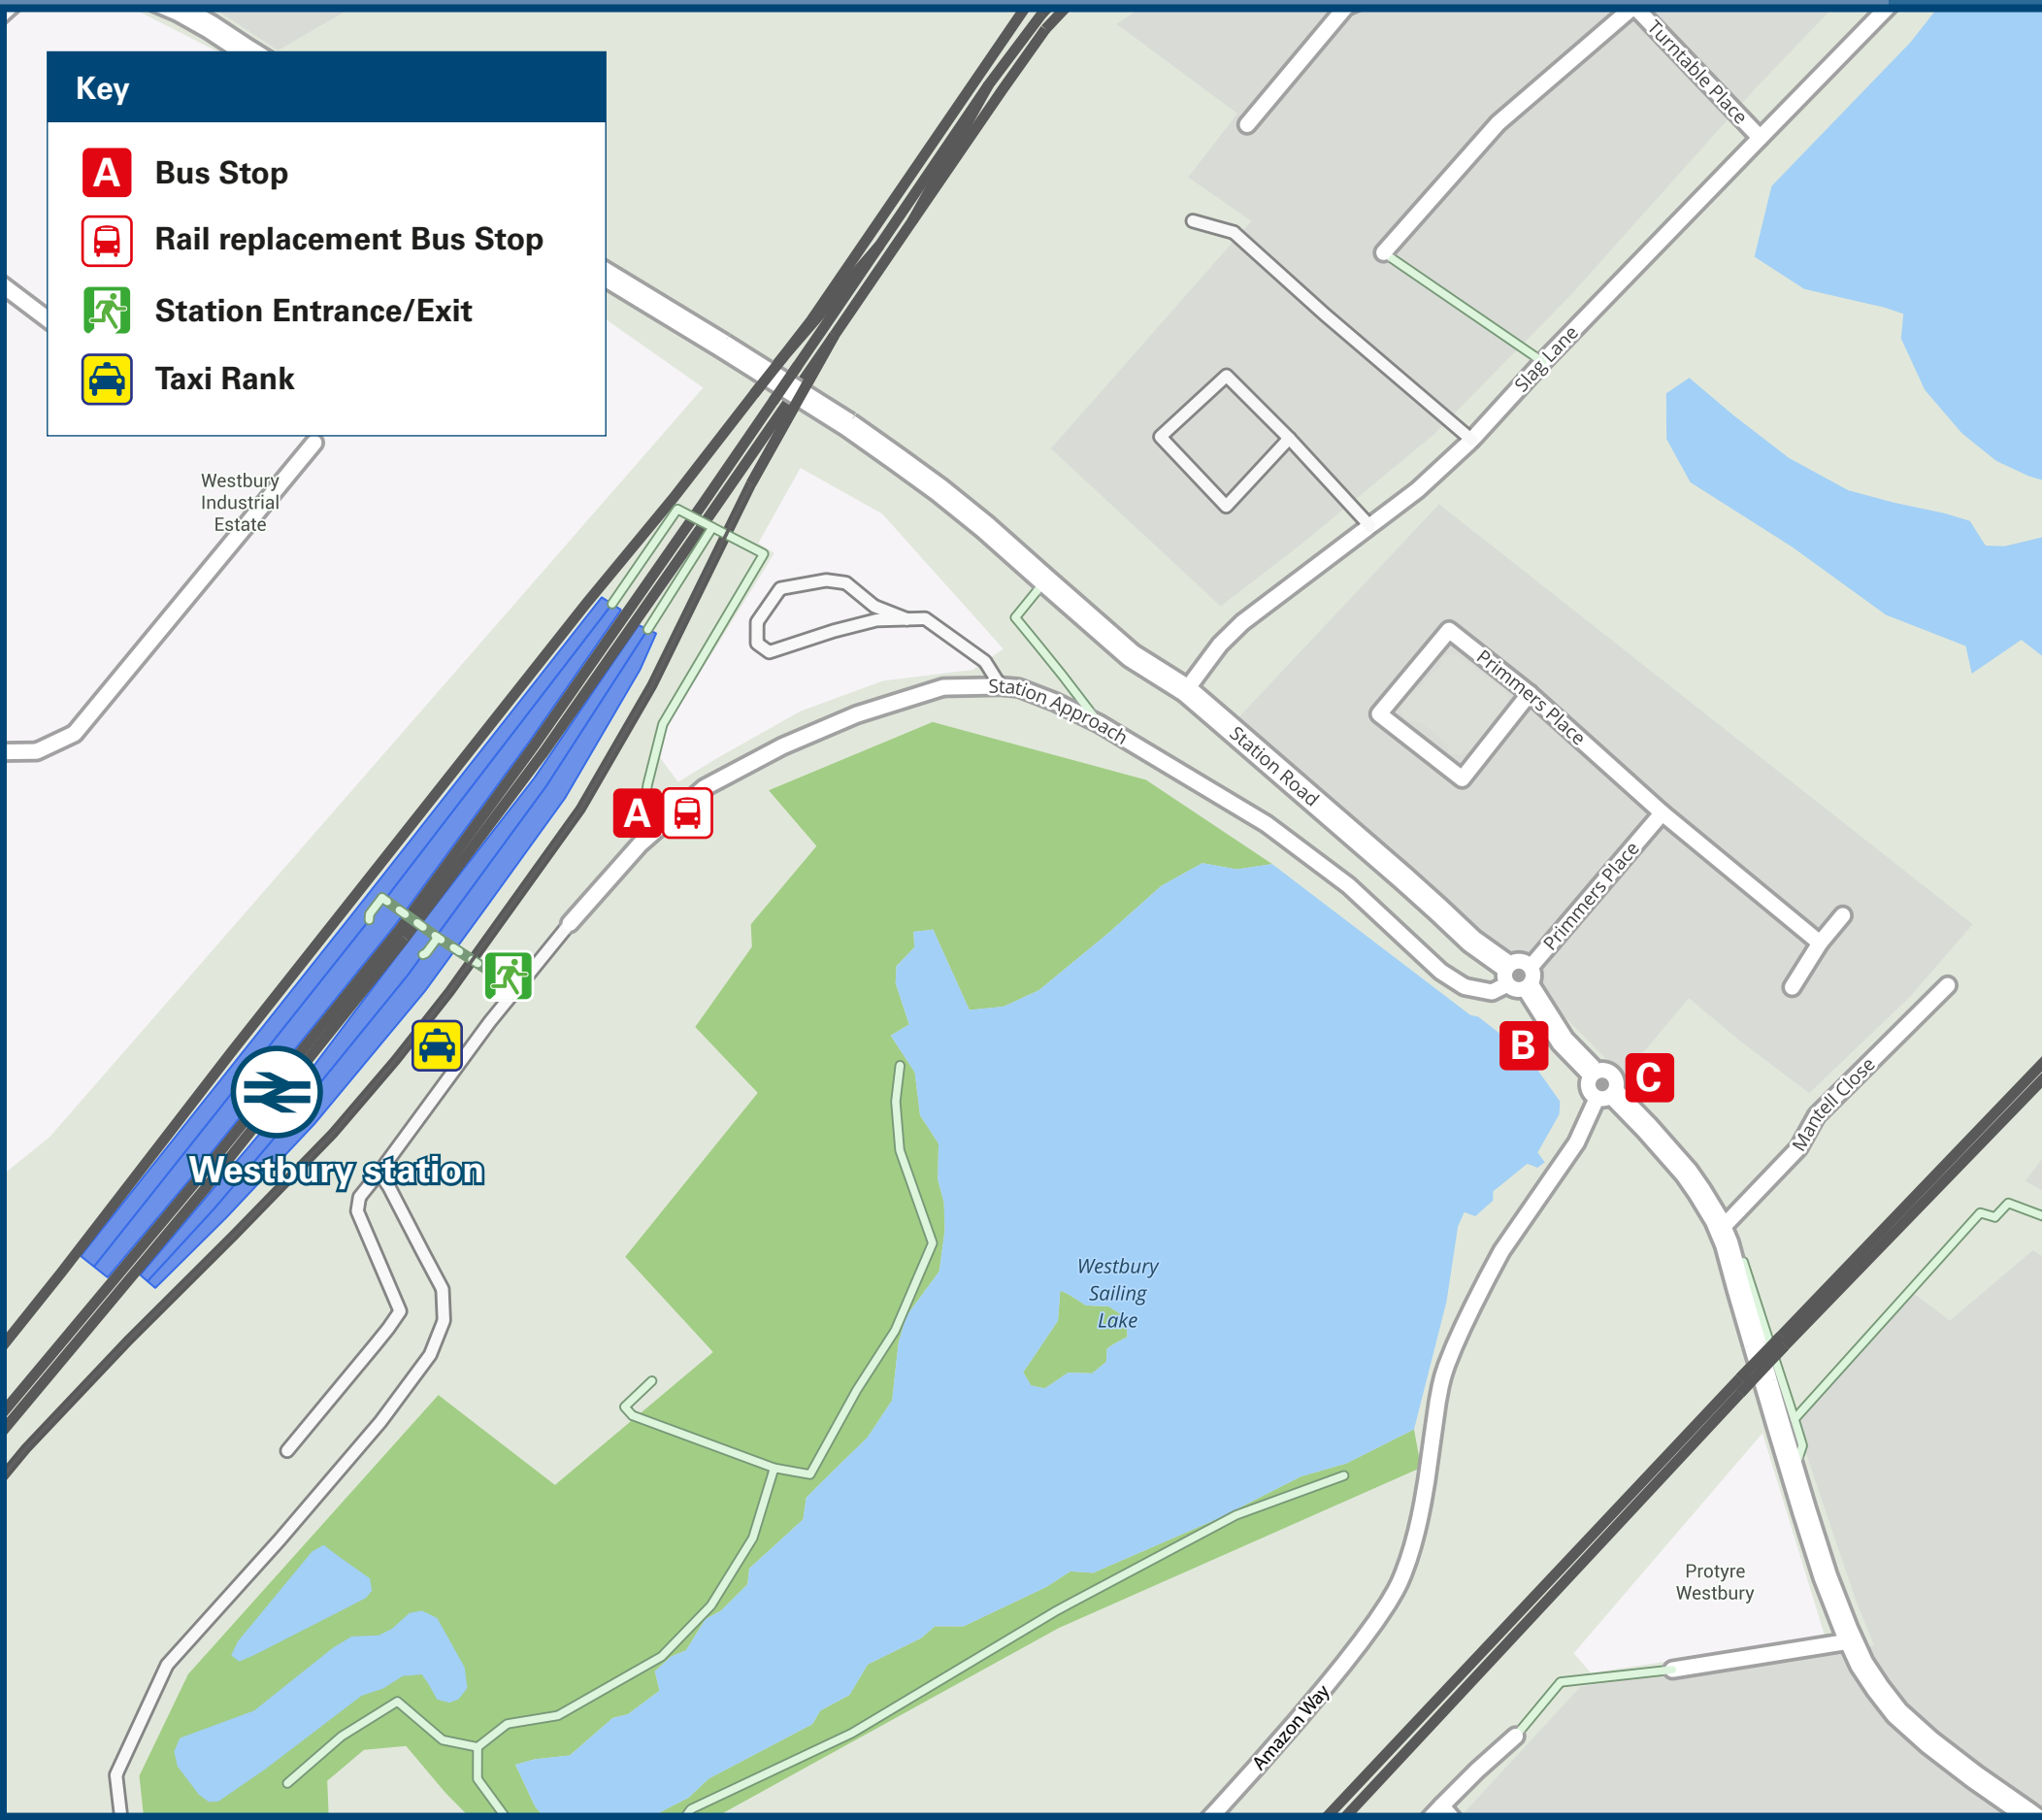 Key
A Bus Stop
Rail replacement Bus Stop
Station Entrance/Exit
Taxi Rank
Turntable Place
Slag Lane
Westbury
Industrial
Estate
Primmers Place
Station Approach
Station Road
A
Primmers Place
B
C
Mantell Close
Westbury station
Westbury
Sailing
Lake
Protyre
Westbury
Amazon Way